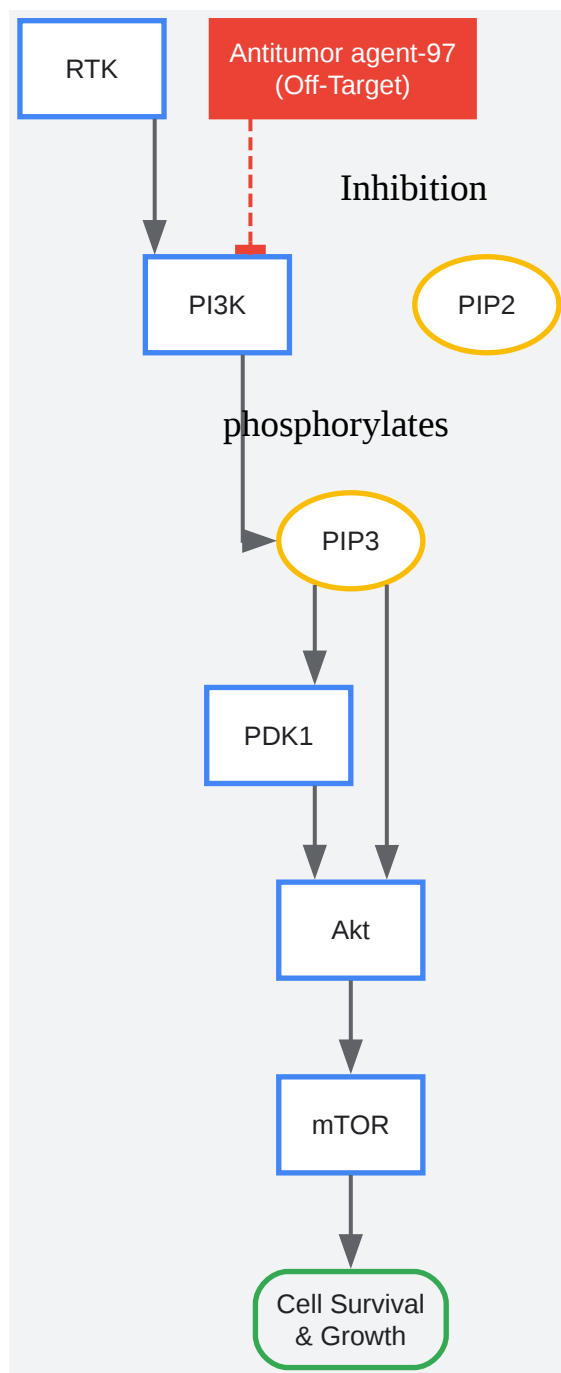 RTK
Antitumor agent-97
(Off-Target)
Inhibition
PI3K
PIP2
phosphorylates
PIP3
PDK1
Akt
mTOR
Cell Survival
& Growth